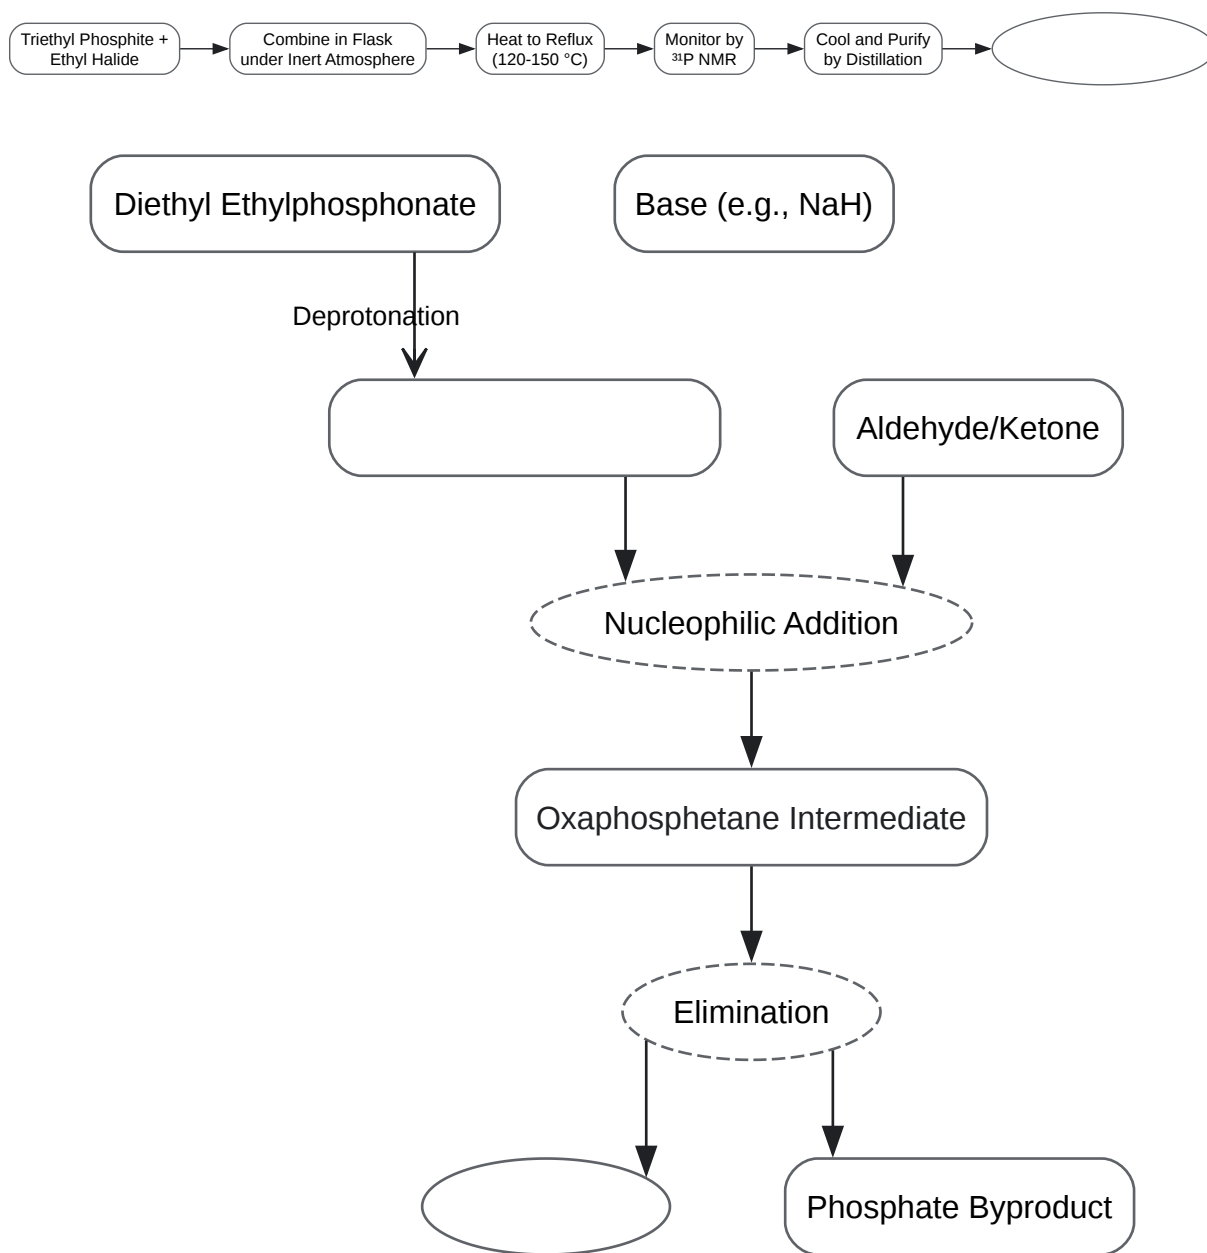 Triethyl Phosphite +
Ethyl Halide
Combine in Flask
under Inert Atmosphere
Heat to Reflux
(120-150 °C)
Monitor by
³¹P NMR
Cool and Purify
by Distillation
Diethyl Ethylphosphonate
Base (e.g., NaH)
Deprotonation
Aldehyde/Ketone
Nucleophilic Addition
Oxaphosphetane Intermediate
Elimination
Phosphate Byproduct